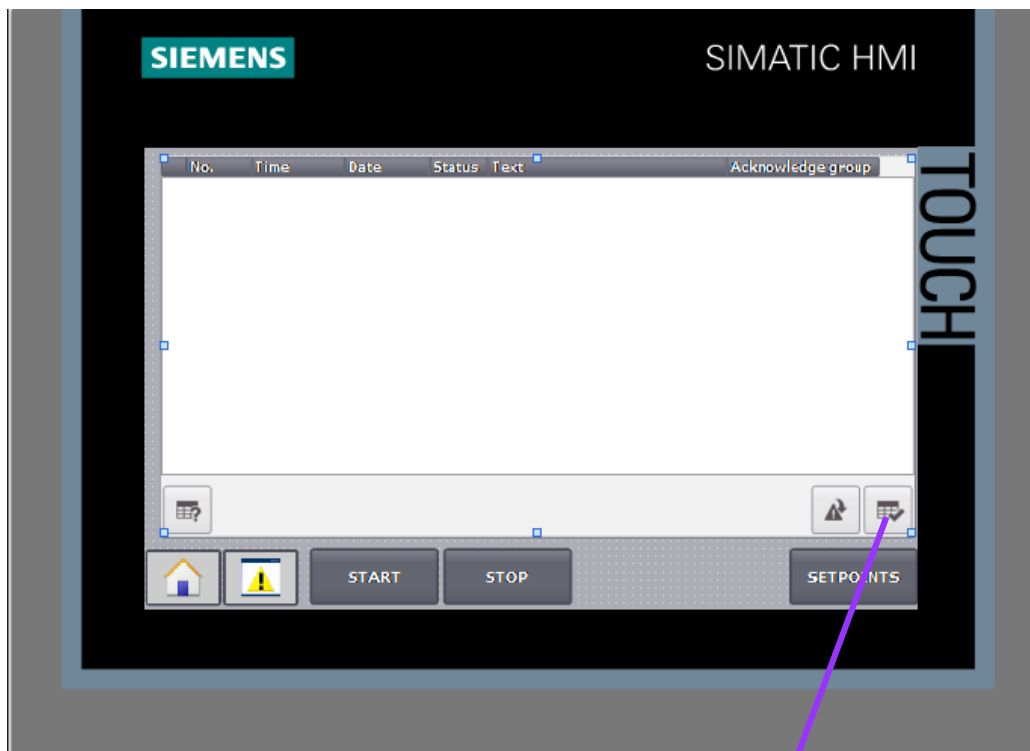 SIEMENS
SIMATIC HMI
TOUCH
No. Time Date Status Text Acknowledge group
START STOP SETPOINTS